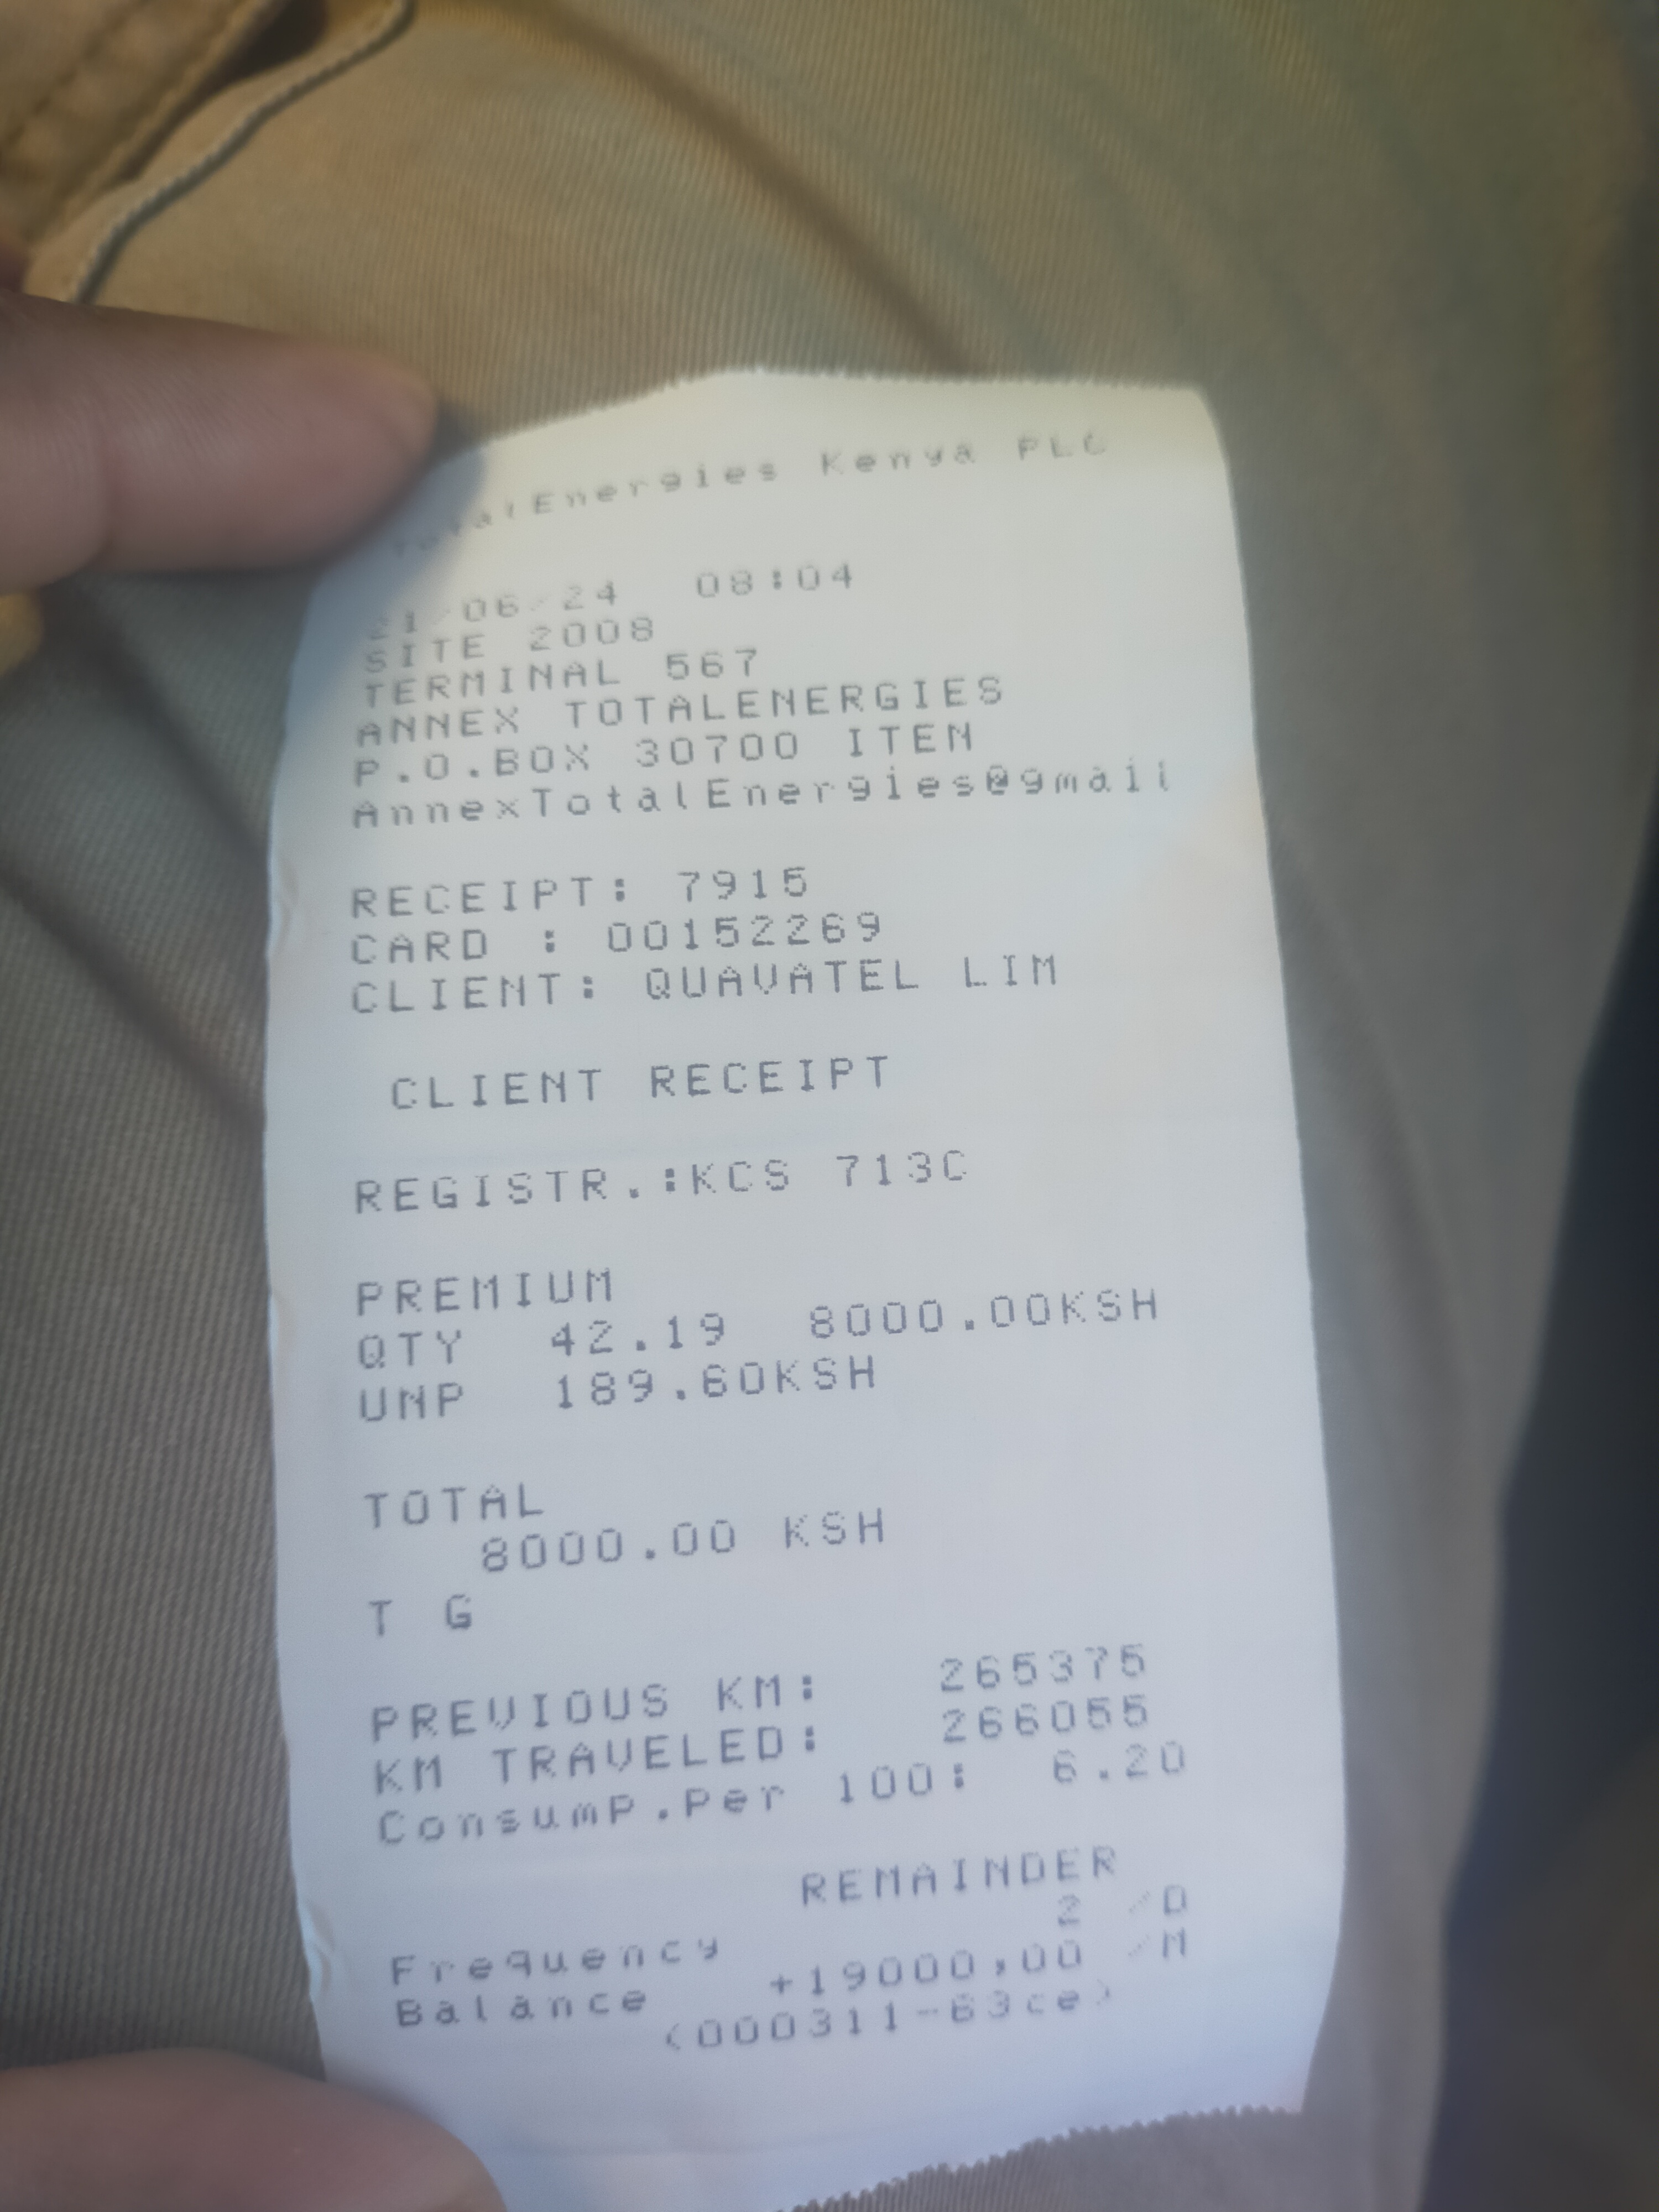 TotalEnergies Kenya PLC
21/06/24 08:04
SITE 2008
TERMINAL 567
ANNEX TOTALENERGIES
P.O.BOX 30700 ITEN
AnnexTotalEnergies@gmail
RECEIPT: 7915
CARD : 00152269
CLIENT: QUAVATEL LIM
CLIENT RECEIPT
REGISTR.:KCS 713C
PREMIUM
QTY 42.19 8000.00KSH
UNP 189.60KSH
TOTAL
8000.00 KSH
T G
PREVIOUS KM: 265375
KM TRAVELED: 266055
Consump.Per 100: 6.20
REMAINDER
Frequency 2 /D
Balance +19000,00 /M
(000311-63ce)